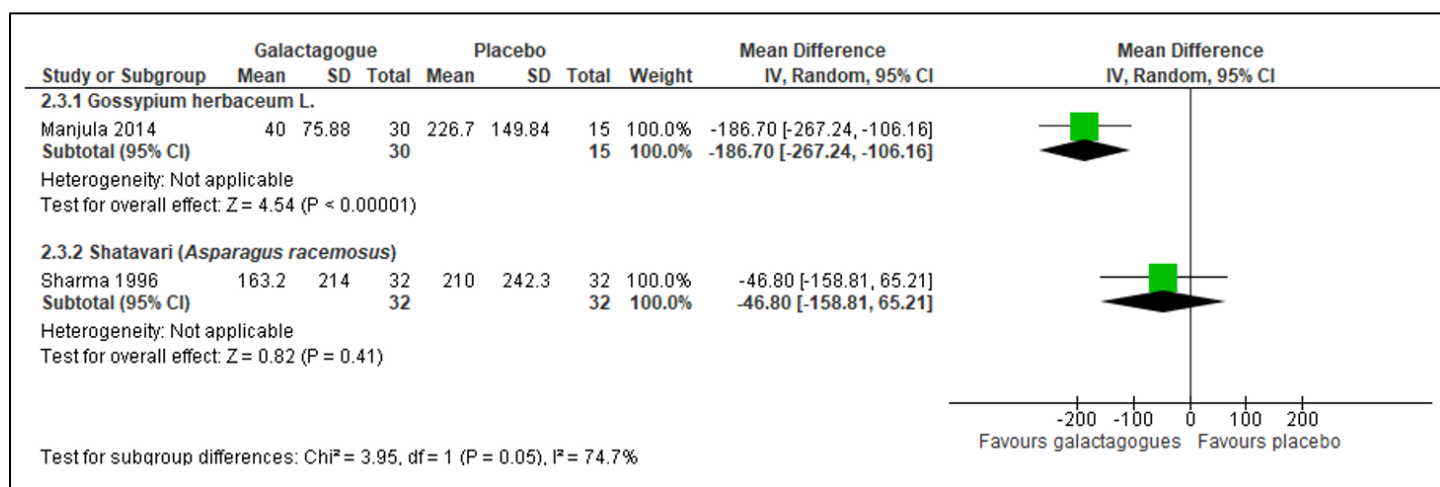 Galactagogue Placebo Mean Difference Mean Difference
Study or Subgroup Mean SD Total Mean SD Total Weight IV, Random, 95% CI IV, Random, 95% CI
2.3.1 Gossypium herbaceum L.
Manjula 2014 40 75.88 30 226.7 149.84 15 100.0% -186.70 [-267.24, -106.16]
Subtotal (95% CI) 30 15 100.0% -186.70 [-267.24, -106.16]
Heterogeneity: Not applicable
Test for overall effect: Z = 4.54 (P < 0.00001)
2.3.2 Shatavari (Asparagus racemosus)
Sharma 1996 163.2 214 32 210 242.3 32 100.0% -46.80 [-158.81, 65.21]
Subtotal (95% CI) 32 32 100.0% -46.80 [-158.81, 65.21]
Heterogeneity: Not applicable
Test for overall effect: Z = 0.82 (P = 0.41)
-200 -100 0 100 200
Favours galactagogues Favours placebo
Test for subgroup differences: Chi² = 3.95, df = 1 (P = 0.05), I² = 74.7%